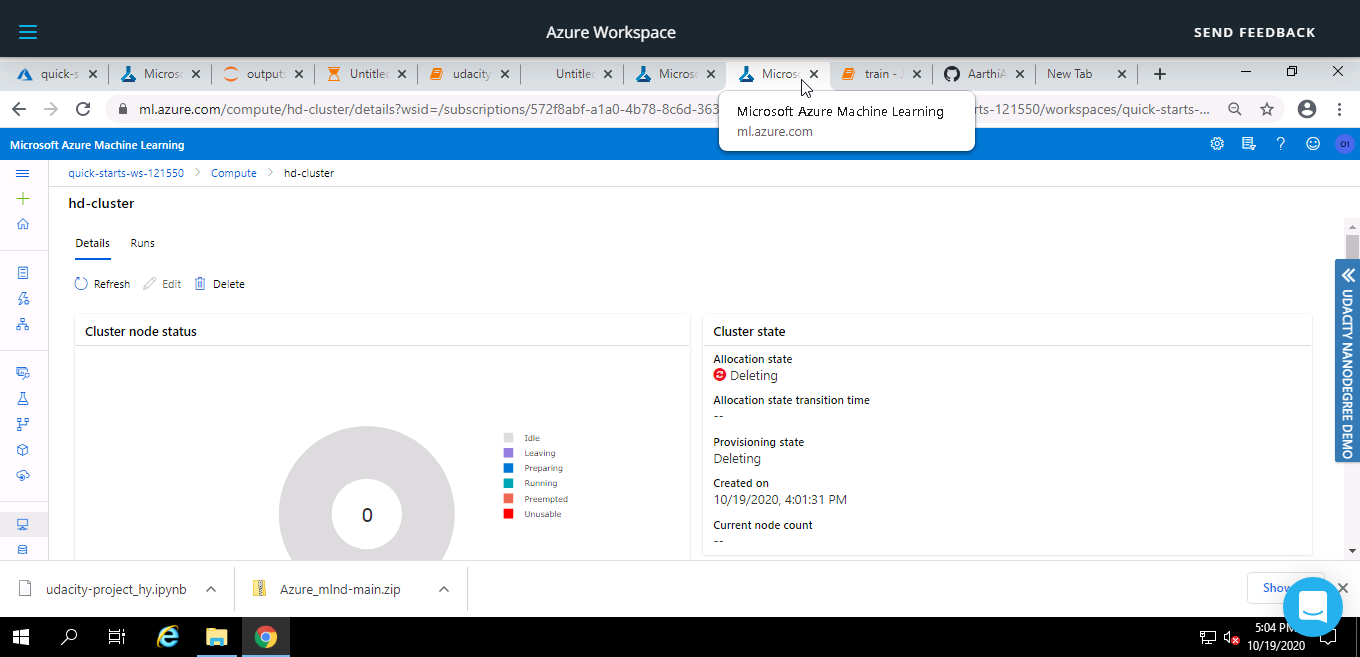 Azure Workspace
SEND FEEDBACK
quick-s
Micros
output
Untitle
udacity
Untitle
Micros
Micros
train - J
AarthiA
New Tab
ml.azure.com/compute/hd-cluster/details?wsid=/subscriptions/572f8abf-a1a0-4b78-8c6d-363
rts-121550/workspaces/quick-starts-...
Microsoft Azure Machine Learning
ml.azure.com
Microsoft Azure Machine Learning
01
quick-starts-ws-121550 > Compute > hd-cluster
hd-cluster
Details
Runs
Refresh
Edit
Delete
Cluster node status
0
Idle
Leaving
Preparing
Running
Preempted
Unusable
Cluster state
Allocation state
Deleting
Allocation state transition time
--
Provisioning state
Deleting
Created on
10/19/2020, 4:01:31 PM
Current node count
--
UDACITY NANODEGREE DEMO
udacity-project_hy.ipynb
Azure_mlnd-main.zip
Show
5:04 PM
10/19/2020